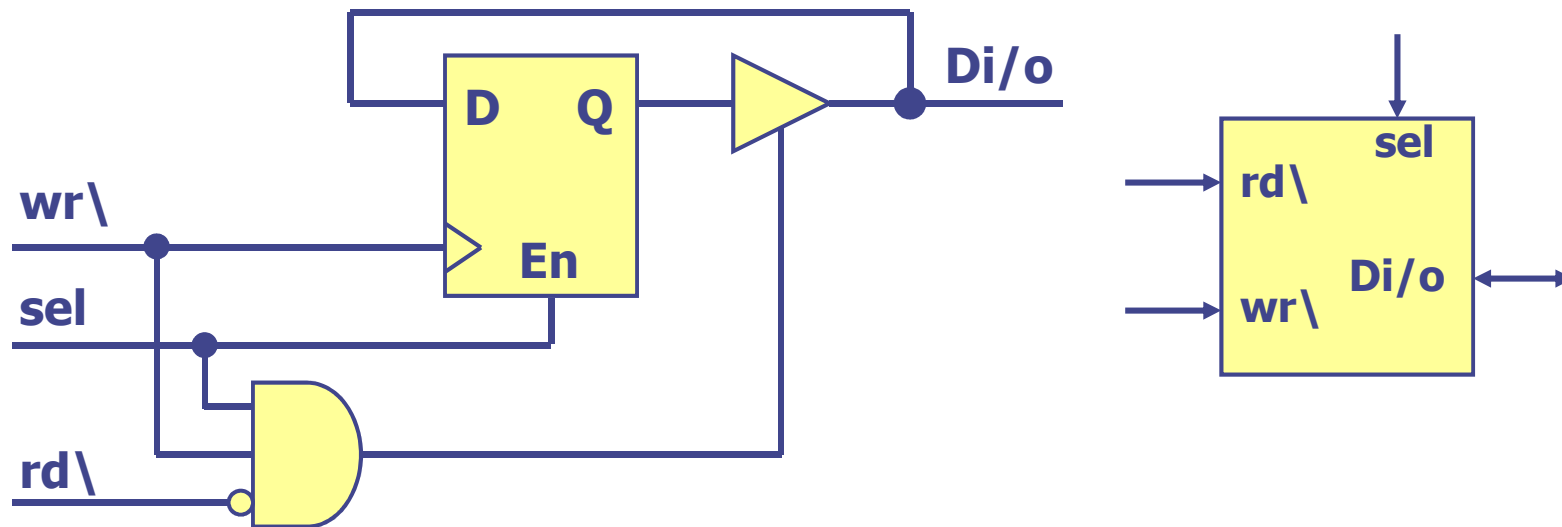 Di/o
D Q
wr\
En
sel
rd\
sel
rd\
Di/o
wr\